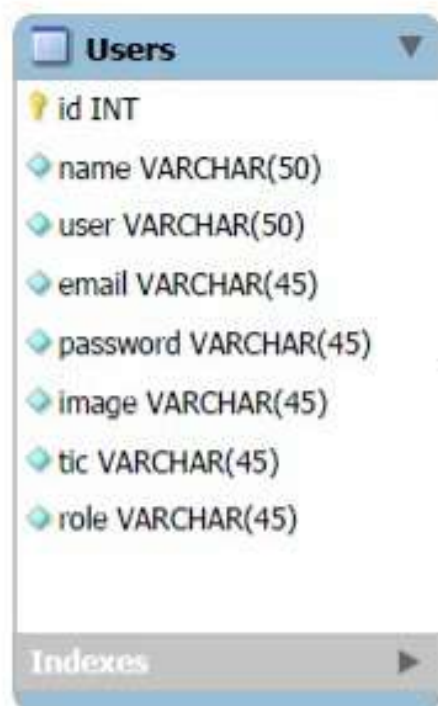 Users
id INT
name VARCHAR(50)
user VARCHAR(50)
email VARCHAR(45)
password VARCHAR(45)
image VARCHAR(45)
tic VARCHAR(45)
role VARCHAR(45)
Indexes